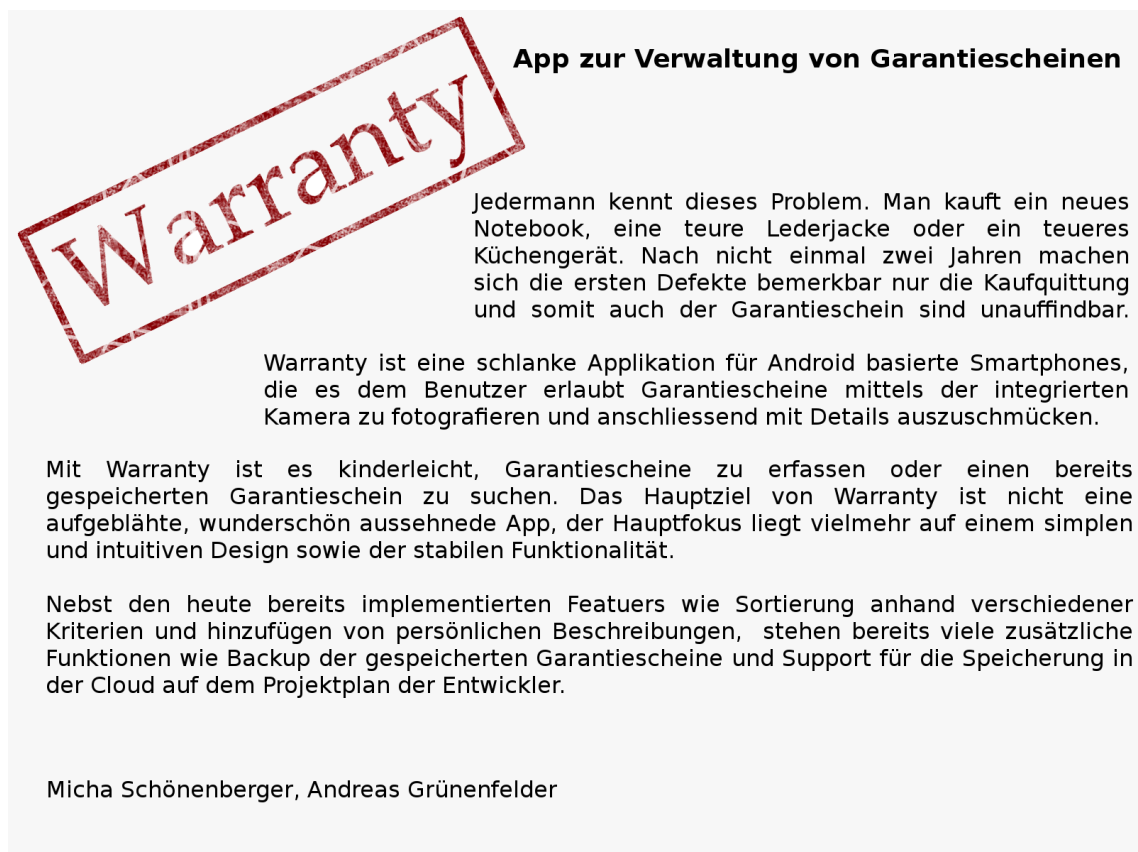 App zur Verwaltung von Garantiescheinen
Warranty
Jedermann kennt dieses Problem. Man kauft ein neues
Notebook, eine teure Lederjacke oder ein teueres
Küchengerät. Nach nicht einmal zwei Jahren machen
sich die ersten Defekte bemerkbar nur die Kaufquittung
und somit auch der Garantieschein sind unauffindbar.
Warranty ist eine schlanke Applikation für Android basierte Smartphones,
die es dem Benutzer erlaubt Garantiescheine mittels der integrierten
Kamera zu fotografieren und anschliessend mit Details auszuschmücken.
Mit Warranty ist es kinderleicht, Garantiescheine zu erfassen oder einen bereits
gespeicherten Garantieschein zu suchen. Das Hauptziel von Warranty ist nicht eine
aufgeblähte, wunderschön aussehnede App, der Hauptfokus liegt vielmehr auf einem simplen
und intuitiven Design sowie der stabilen Funktionalität.
Nebst den heute bereits implementierten Featuers wie Sortierung anhand verschiedener
Kriterien und hinzufügen von persönlichen Beschreibungen, stehen bereits viele zusätzliche
Funktionen wie Backup der gespeicherten Garantiescheine und Support für die Speicherung in
der Cloud auf dem Projektplan der Entwickler.
Micha Schönenberger, Andreas Grünenfelder